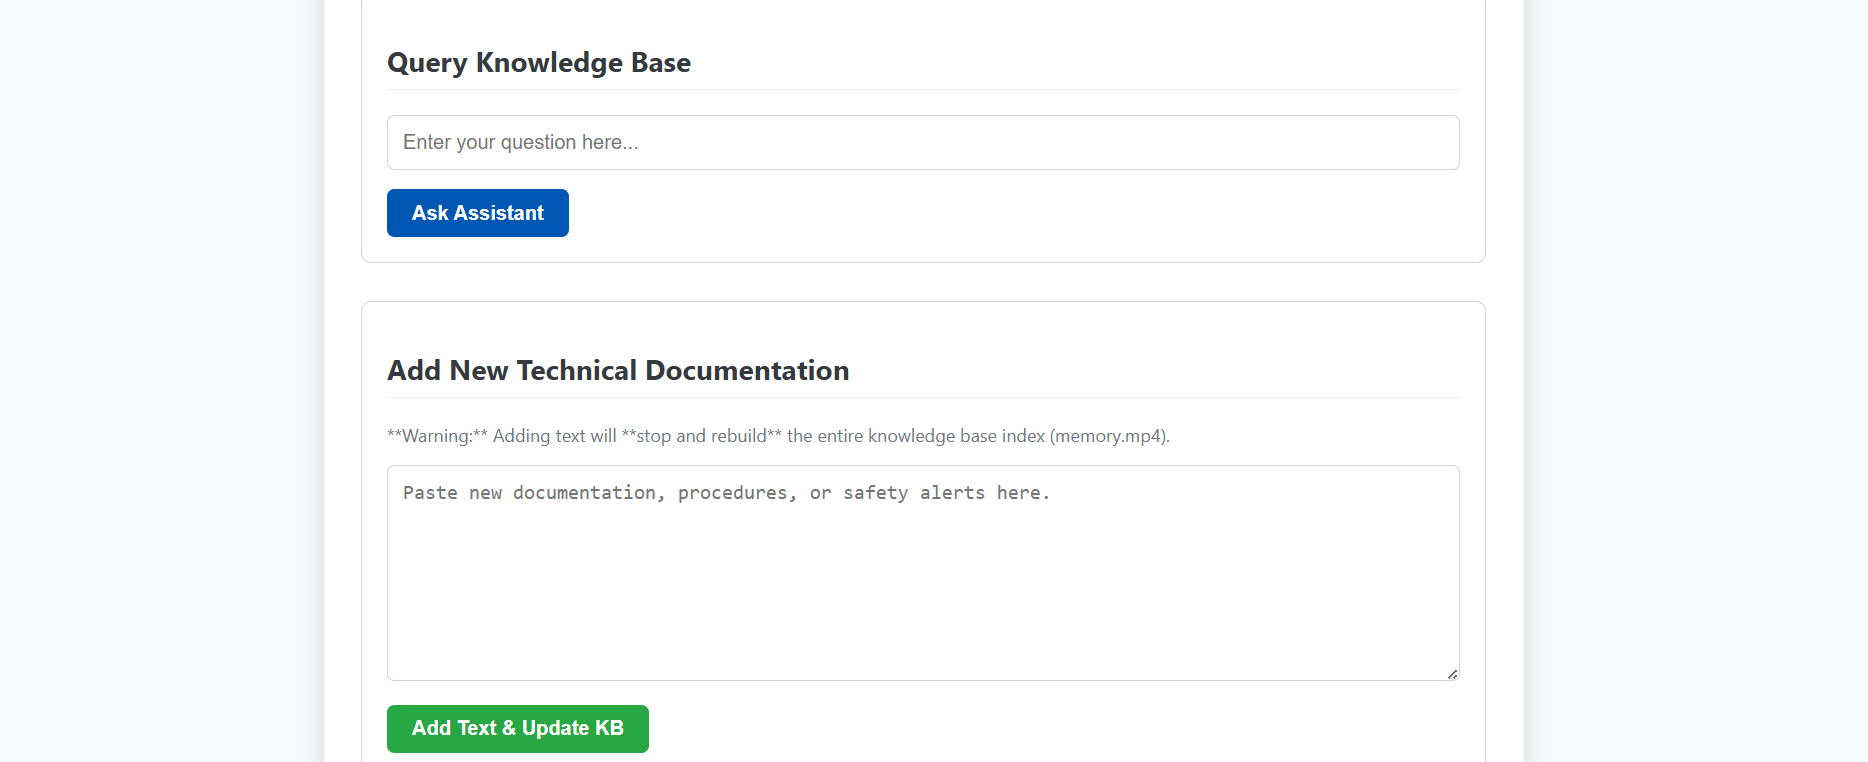 Query Knowledge Base
Enter your question here...
Ask Assistant
Add New Technical Documentation
**Warning:** Adding text will **stop and rebuild** the entire knowledge base index (memory.mp4).
Paste new documentation, procedures, or safety alerts here.
Add Text & Update KB